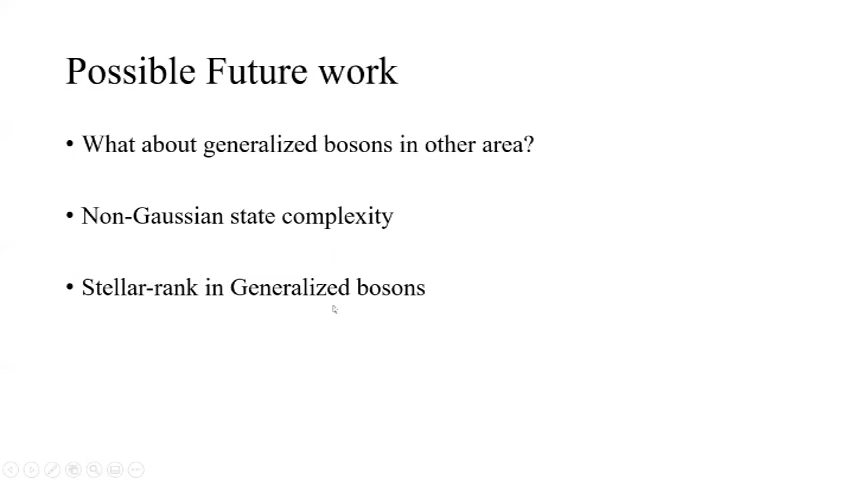 Possible Future work
• What about generalized bosons in other area?
• Non-Gaussian state complexity
• Stellar-rank in Generalized bosons